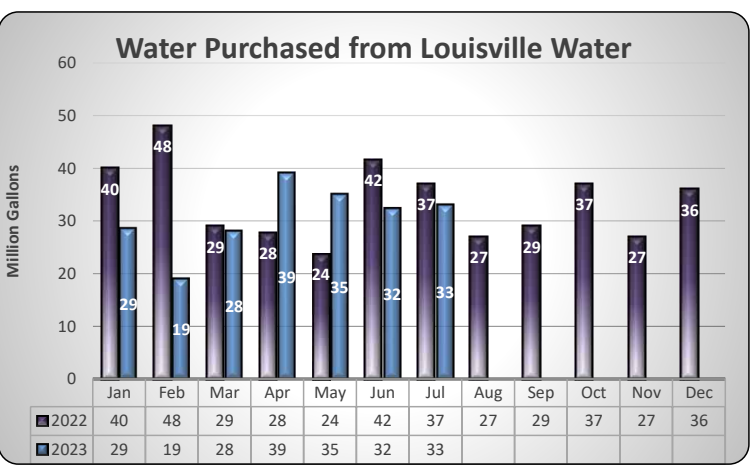 Water Purchased from Louisville Water
Million Gallons
60
50
40
30
20
10
0
40 48 29 28 24 42 37 27 29 37 27 36
29 19 28 39 35 32 33
Jan Feb Mar Apr May Jun Jul Aug Sep Oct Nov Dec
2022 40 48 29 28 24 42 37 27 29 37 27 36
2023 29 19 28 39 35 32 33